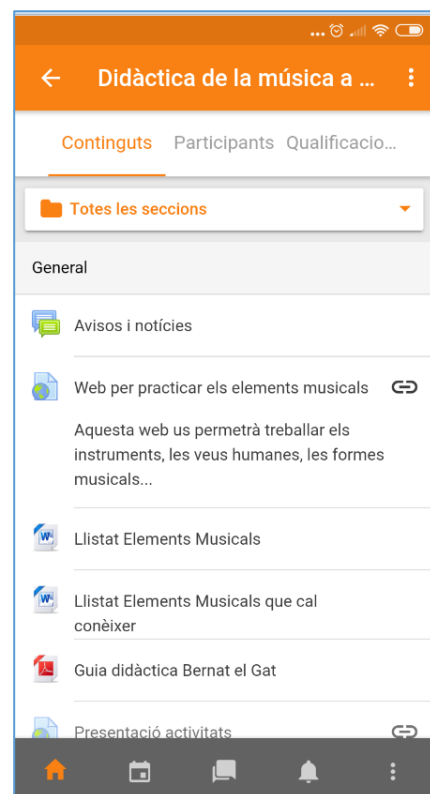 Didàctica de la música a ...
Continguts Participants Qualificacio...
Totes les seccions
General
Avisos i notícies
Web per practicar els elements musicals
Aquesta web us permetrà treballar els
instruments, les veus humanes, les formes
musicals...
Llistat Elements Musicals
Llistat Elements Musicals que cal
conèixer
Guia didàctica Bernat el Gat
Presentació activitats